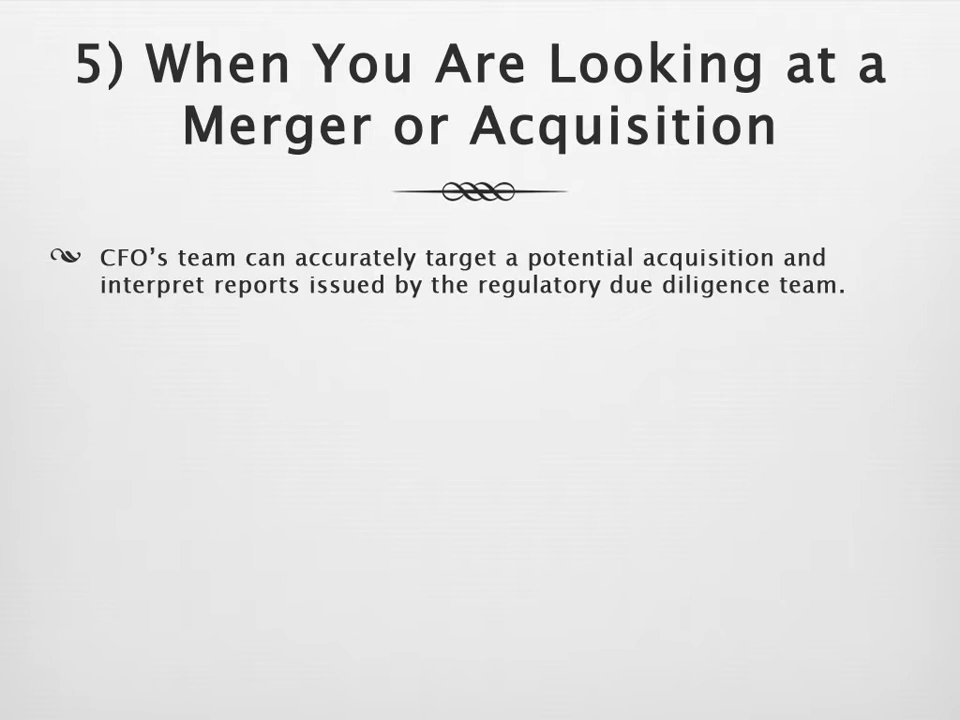 5) When You Are Looking at a
Merger or Acquisition
CFO’s team can accurately target a potential acquisition and
interpret reports issued by the regulatory due diligence team.